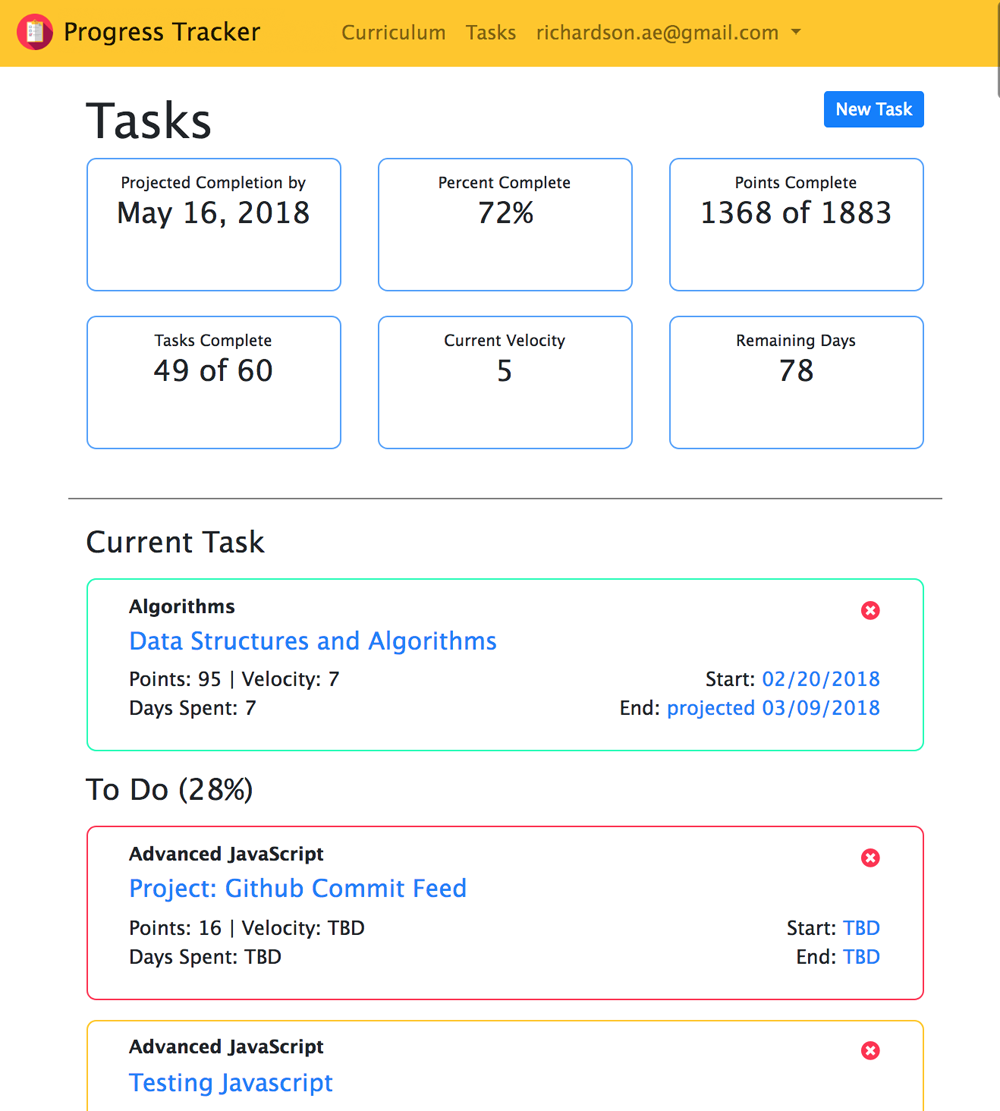 Progress Tracker Curriculum Tasks richardson.ae@gmail.com
Tasks
New Task
Projected Completion by
May 16, 2018
Percent Complete
72%
Points Complete
1368 of 1883
Tasks Complete
49 of 60
Current Velocity
5
Remaining Days
78
Current Task
Algorithms
Data Structures and Algorithms
Points: 95 | Velocity: 7
Start: 02/20/2018
Days Spent: 7
End: projected 03/09/2018
To Do (28%)
Advanced JavaScript
Project: Github Commit Feed
Points: 16 | Velocity: TBD
Start: TBD
Days Spent: TBD
End: TBD
Advanced JavaScript
Testing Javascript